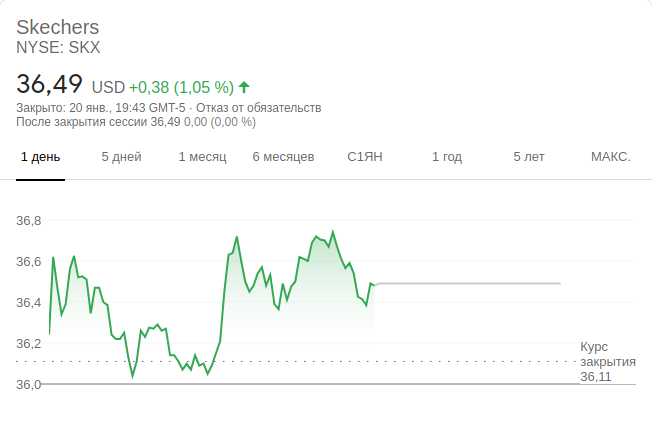 Skechers
NYSE: SKX
36,49 USD +0,38 (1,05 %)
Закрыто: 20 янв., 19:43 GMT-5 · Отказ от обязательств
После закрытия сессии 36,49 0,00 (0,00 %)
1 день 5 дней 1 месяц 6 месяцев С1ЯН 1 год 5 лет МАКС.
36,8
36,6
36,4
36,2
36,0
Курс
закрытия
36,11